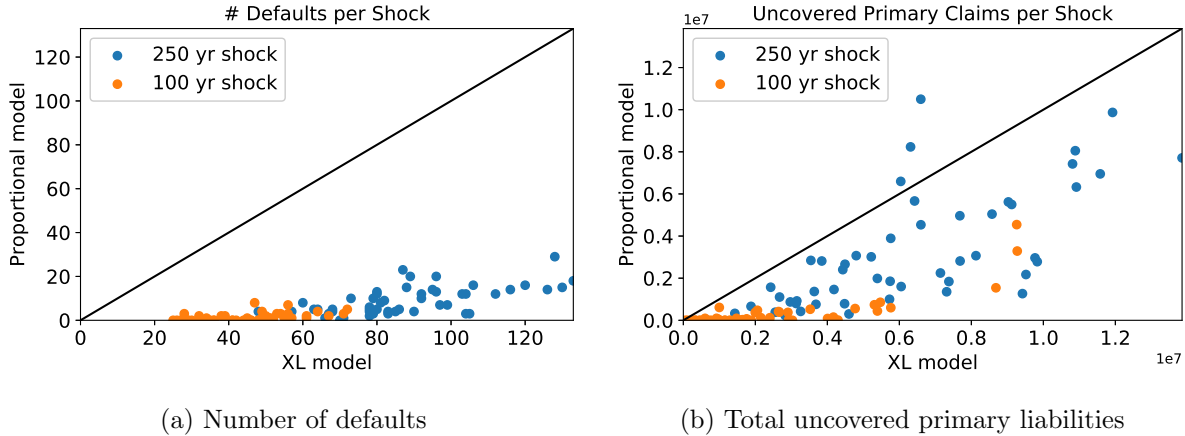 # Defaults per Shock
120
100
80
60
40
20
0
Proportional model
250 yr shock
100 yr shock
0 20 40 60 80 100 120
XL model
(a) Number of defaults
1e7 Uncovered Primary Claims per Shock
1.2
1.0
0.8
0.6
0.4
0.2
0.0
Proportional model
250 yr shock
100 yr shock
0.0 0.2 0.4 0.6 0.8 1.0 1.2
XL model
1e7
(b) Total uncovered primary liabilities